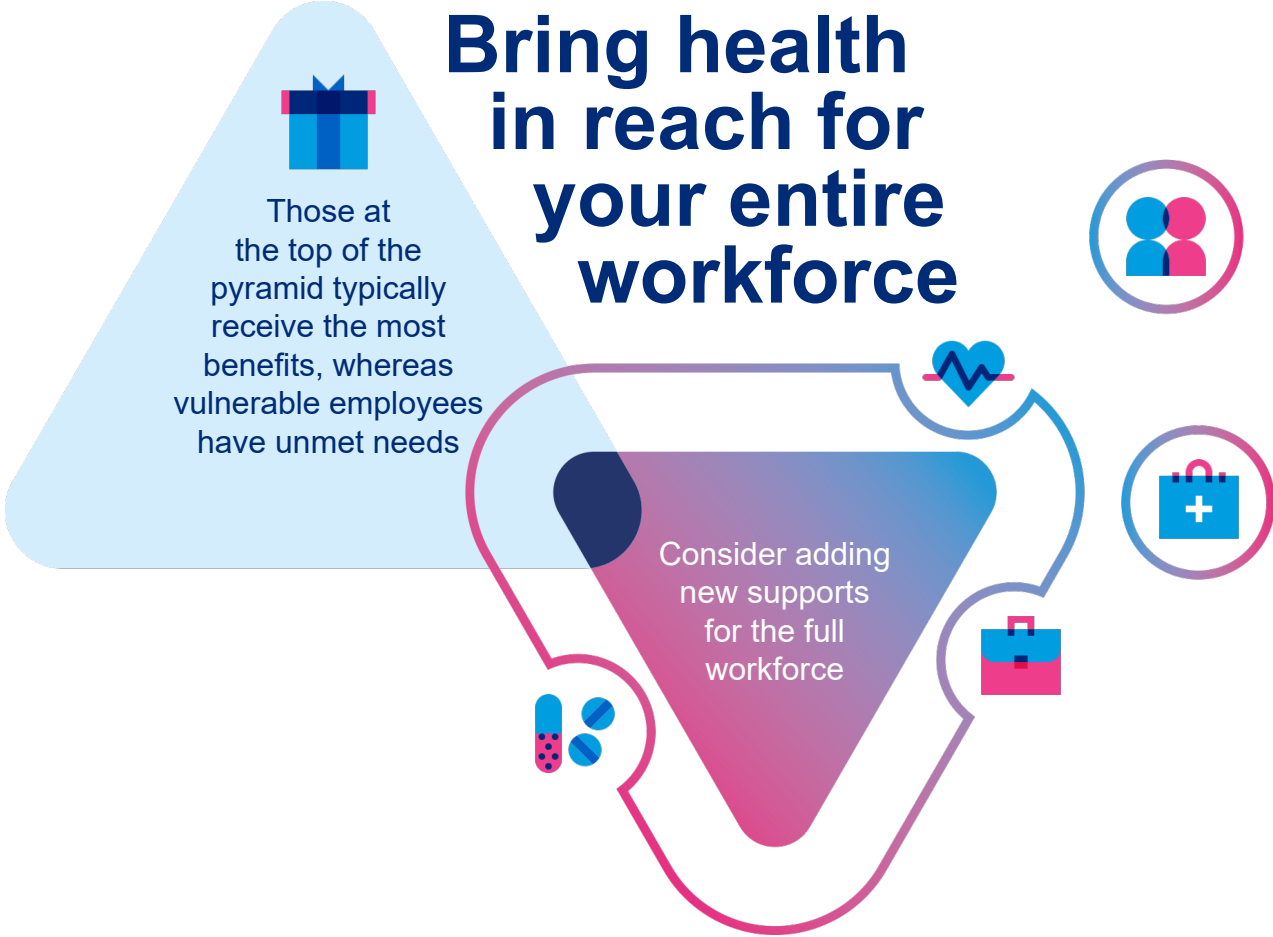 Bring health
in reach for
your entire
workforce
Those at
the top of the
pyramid typically
receive the most
benefits, whereas
vulnerable employees
have unmet needs
Consider adding
new supports
for the full
workforce